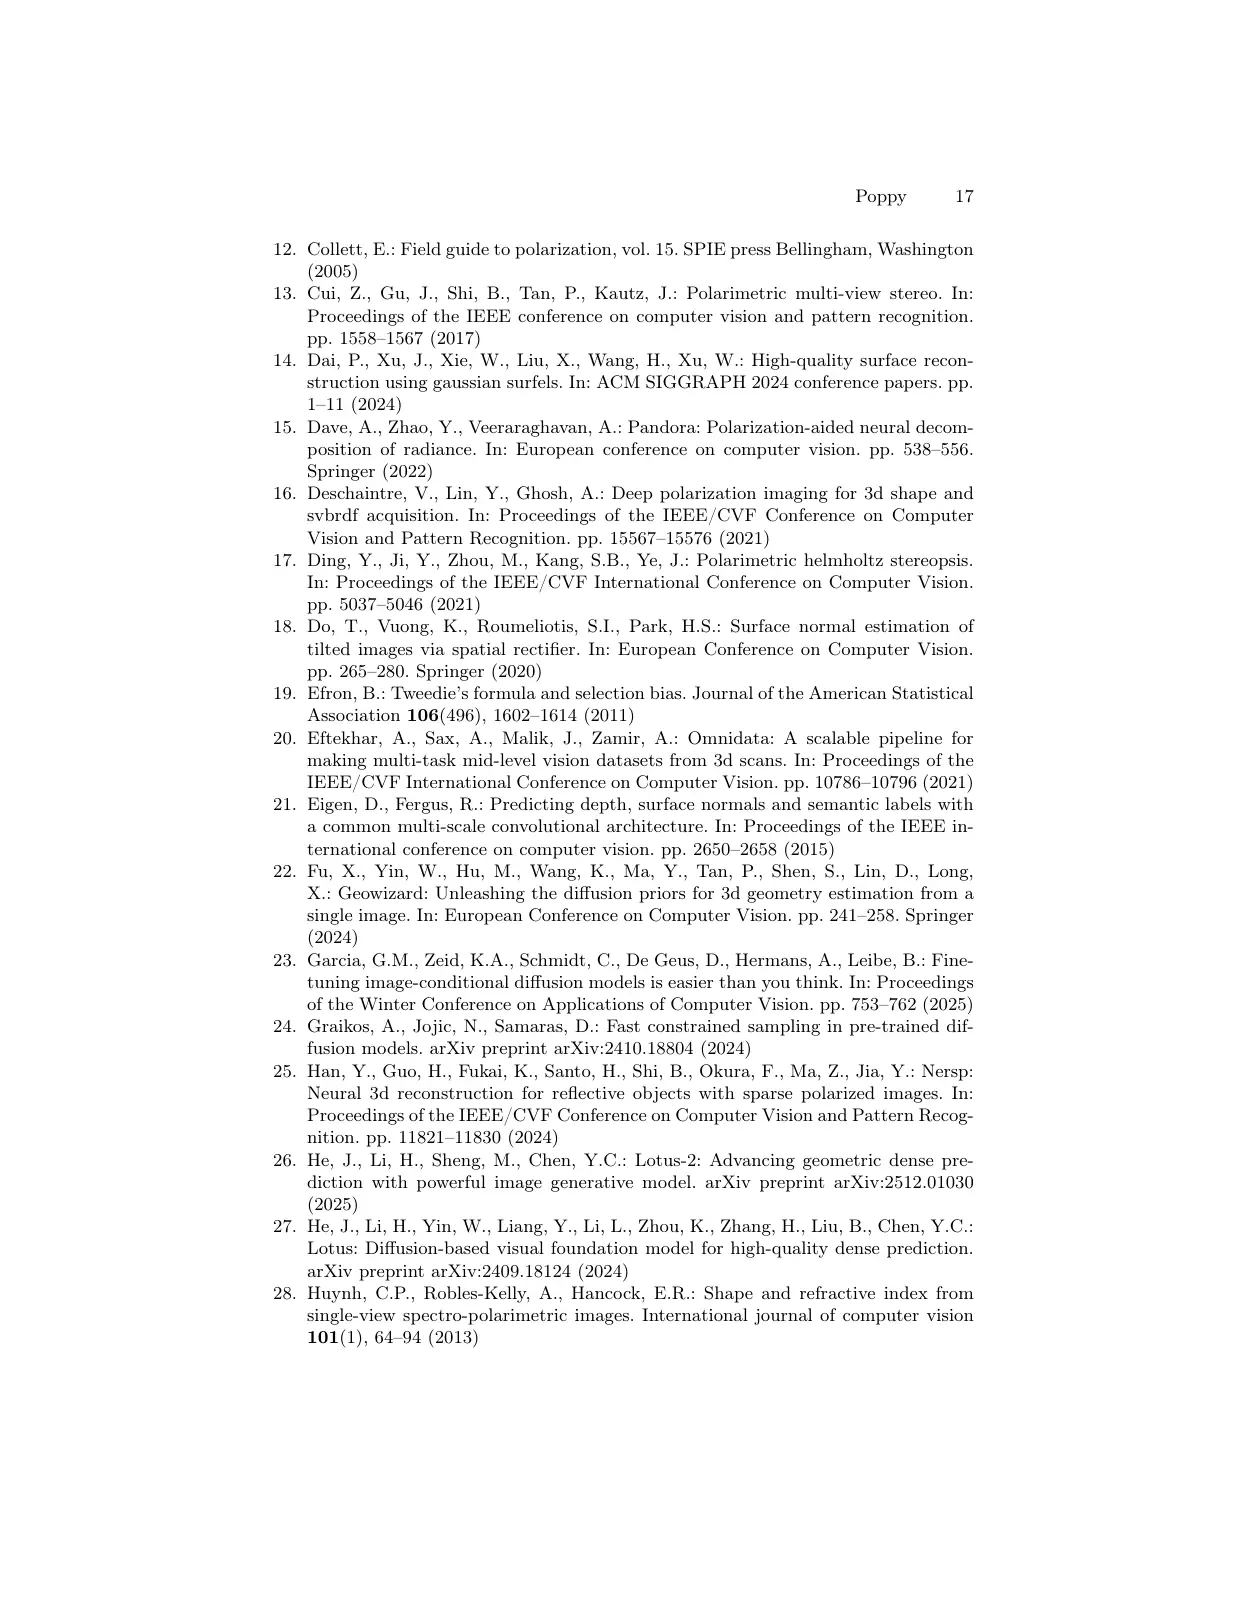 Poppy 17
12. Collett, E.: Field guide to polarization, vol. 15. SPIE press Bellingham, Washington
(2005)
13. Cui, Z., Gu, J., Shi, B., Tan, P., Kautz, J.: Polarimetric multi-view stereo. In:
Proceedings of the IEEE conference on computer vision and pattern recognition.
pp. 1558–1567 (2017)
14. Dai, P., Xu, J., Xie, W., Liu, X., Wang, H., Xu, W.: High-quality surface recon-
struction using gaussian surfels. In: ACM SIGGRAPH 2024 conference papers. pp.
1–11 (2024)
15. Dave, A., Zhao, Y., Veeraraghavan, A.: Pandora: Polarization-aided neural decom-
position of radiance. In: European conference on computer vision. pp. 538–556.
Springer (2022)
16. Deschaintre, V., Lin, Y., Ghosh, A.: Deep polarization imaging for 3d shape and
svbrdf acquisition. In: Proceedings of the IEEE/CVF Conference on Computer
Vision and Pattern Recognition. pp. 15567–15576 (2021)
17. Ding, Y., Ji, Y., Zhou, M., Kang, S.B., Ye, J.: Polarimetric helmholtz stereopsis.
In: Proceedings of the IEEE/CVF International Conference on Computer Vision.
pp. 5037–5046 (2021)
18. Do, T., Vuong, K., Roumeliotis, S.I., Park, H.S.: Surface normal estimation of
tilted images via spatial rectifier. In: European Conference on Computer Vision.
pp. 265–280. Springer (2020)
19. Efron, B.: Tweedie's formula and selection bias. Journal of the American Statistical
Association 106(496), 1602–1614 (2011)
20. Eftekhar, A., Sax, A., Malik, J., Zamir, A.: Omnidata: A scalable pipeline for
making multi-task mid-level vision datasets from 3d scans. In: Proceedings of the
IEEE/CVF International Conference on Computer Vision. pp. 10786–10796 (2021)
21. Eigen, D., Fergus, R.: Predicting depth, surface normals and semantic labels with
a common multi-scale convolutional architecture. In: Proceedings of the IEEE in-
ternational conference on computer vision. pp. 2650–2658 (2015)
22. Fu, X., Yin, W., Hu, M., Wang, K., Ma, Y., Tan, P., Shen, S., Lin, D., Long,
X.: Geowizard: Unleashing the diffusion priors for 3d geometry estimation from a
single image. In: European Conference on Computer Vision. pp. 241–258. Springer
(2024)
23. Garcia, G.M., Zeid, K.A., Schmidt, C., De Geus, D., Hermans, A., Leibe, B.: Fine-
tuning image-conditional diffusion models is easier than you think. In: Proceedings
of the Winter Conference on Applications of Computer Vision. pp. 753–762 (2025)
24. Graikos, A., Jojic, N., Samaras, D.: Fast constrained sampling in pre-trained dif-
fusion models. arXiv preprint arXiv:2410.18804 (2024)
25. Han, Y., Guo, H., Fukai, K., Santo, H., Shi, B., Okura, F., Ma, Z., Jia, Y.: Nersp:
Neural 3d reconstruction for reflective objects with sparse polarized images. In:
Proceedings of the IEEE/CVF Conference on Computer Vision and Pattern Recog-
nition. pp. 11821–11830 (2024)
26. He, J., Li, H., Sheng, M., Chen, Y.C.: Lotus-2: Advancing geometric dense pre-
diction with powerful image generative model. arXiv preprint arXiv:2512.01030
(2025)
27. He, J., Li, H., Yin, W., Liang, Y., Li, L., Zhou, K., Zhang, H., Liu, B., Chen, Y.C.:
Lotus: Diffusion-based visual foundation model for high-quality dense prediction.
arXiv preprint arXiv:2409.18124 (2024)
28. Huynh, C.P., Robles-Kelly, A., Hancock, E.R.: Shape and refractive index from
single-view spectro-polarimetric images. International journal of computer vision
101(1), 64–94 (2013)